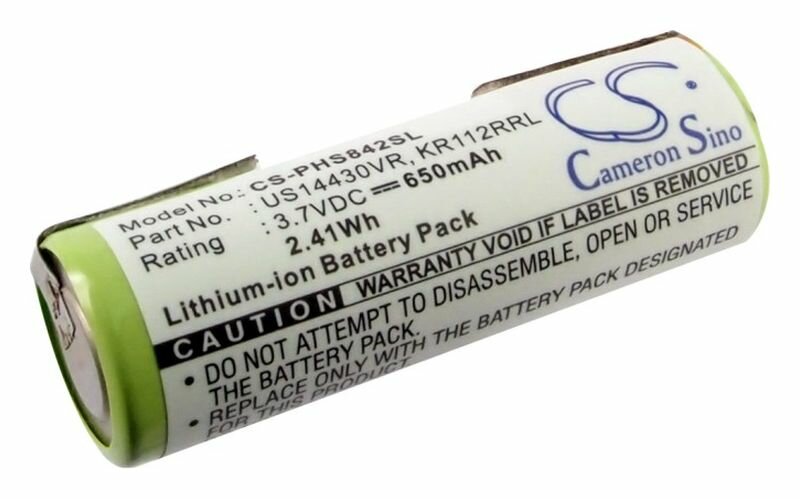 CS
Cameron Sino
Model No.: CS-PHS842SL
Part No. : US14430VR, KR112RRL
Rating : 3.7VDC ⎓ 650mAh
2.41Wh
Lithium-ion Battery Pack
WARRANTY VOID IF LABEL IS REMOVED
CAUTION
• DO NOT ATTEMPT TO DISASSEMBLE, OPEN OR SERVICE
THE BATTERY PACK.
• REPLACE ONLY WITH THE BATTERY PACK DESIGNATED
FOR THIS PRODUCT.